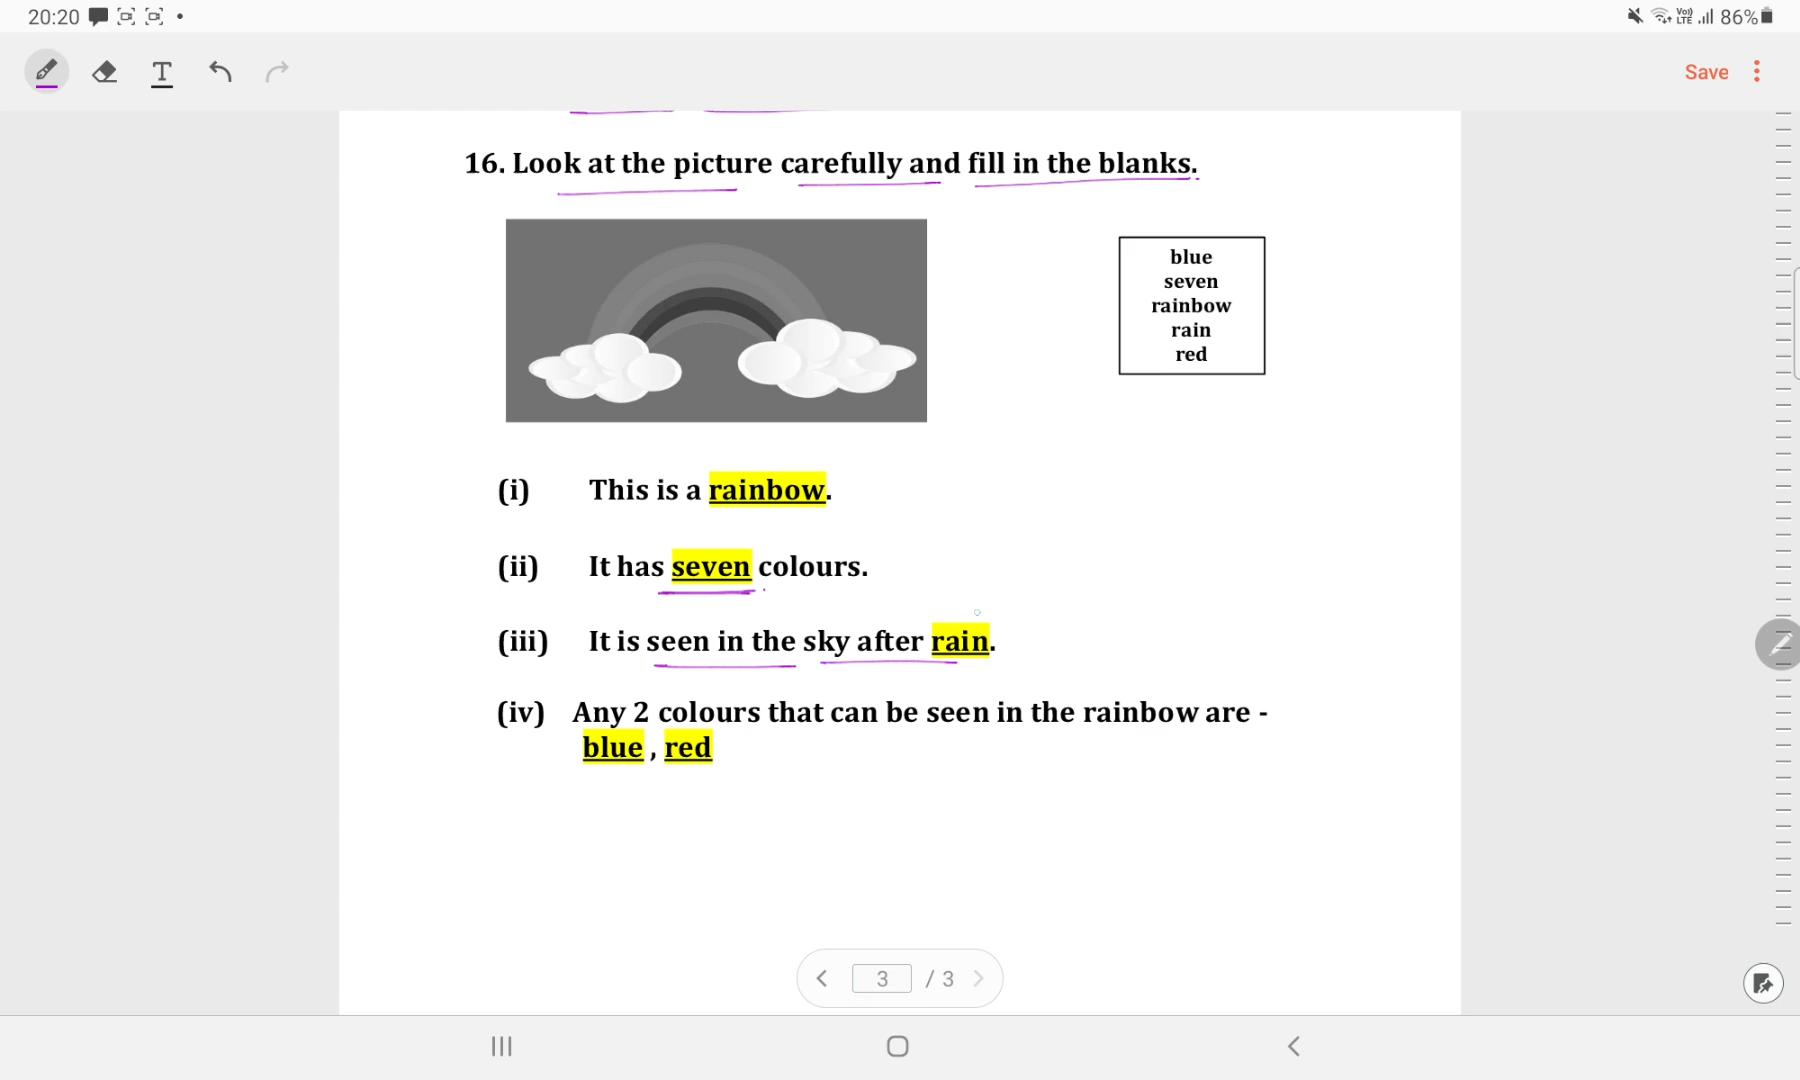 20:20
Vo))
LTE
86%
T
Save
16. Look at the picture carefully and fill in the blanks.
blue
seven
rainbow
rain
red
(i) This is a rainbow.
(ii) It has seven colours.
(iii) It is seen in the sky after rain.
(iv) Any 2 colours that can be seen in the rainbow are -
blue , red
3 / 3